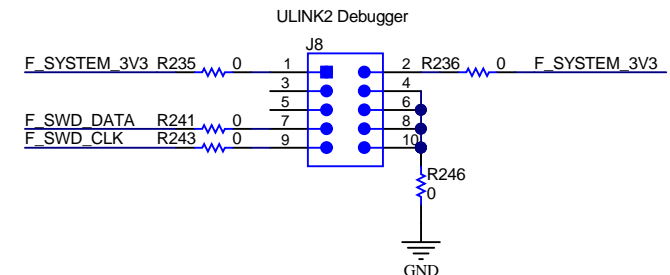 ULINK2 Debugger
J8
F_SYSTEM_3V3 R235 0 1 2 R236 0 F_SYSTEM_3V3
3 4
5 6
F_SWD_DATA R241 0 7 8
F_SWD_CLK R243 0 9 10
R246
0
GND